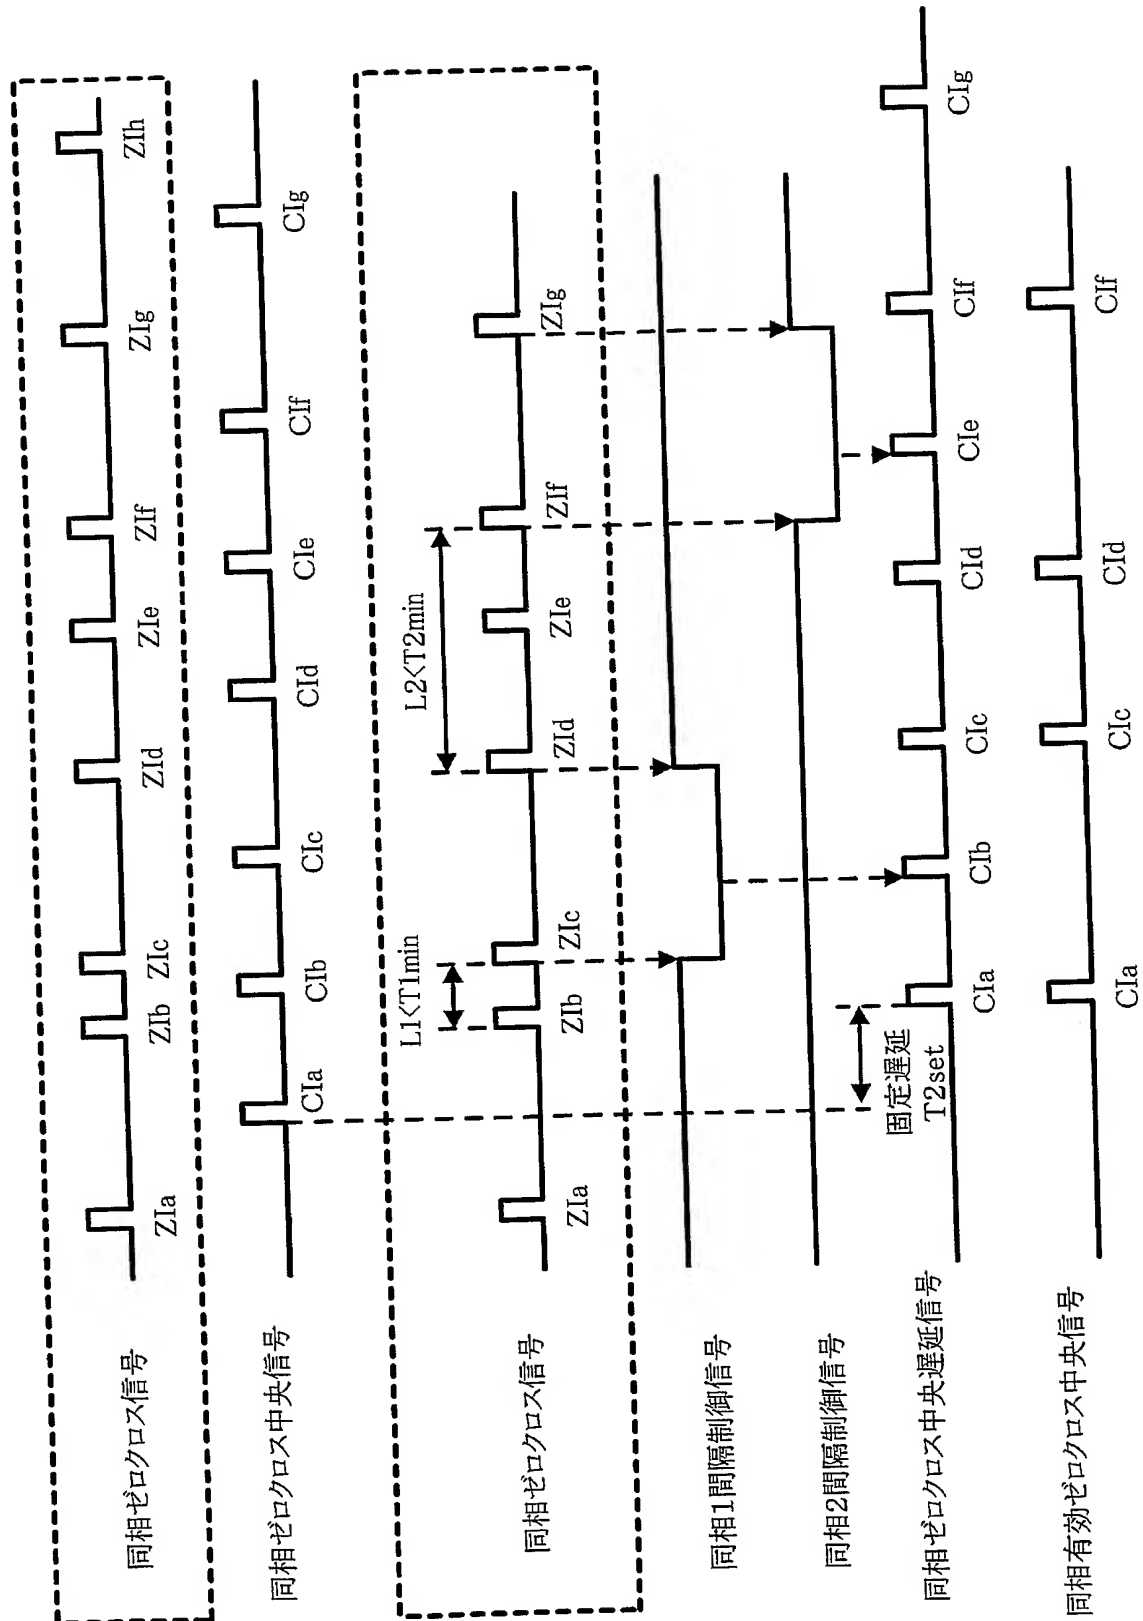 同相ゼロクロス信号
ZIa
ZIb
ZIc
ZId
ZIe
ZIf
ZIg
ZIh
同相ゼロクロス中央信号
CIa
CIb
CIc
CId
CIe
CIf
CIg
同相ゼロクロス信号
L1<T1min
L2<T2min
ZIa
ZIb
ZIc
ZId
ZIe
ZIf
ZIg
同相1間隔制御信号
同相2間隔制御信号
固定遅延
T2set
同相ゼロクロス中央遅延信号
CIa
CIb
CIc
CId
CIe
CIf
CIg
同相有効ゼロクロス中央信号
CIa
CIc
CId
CIf